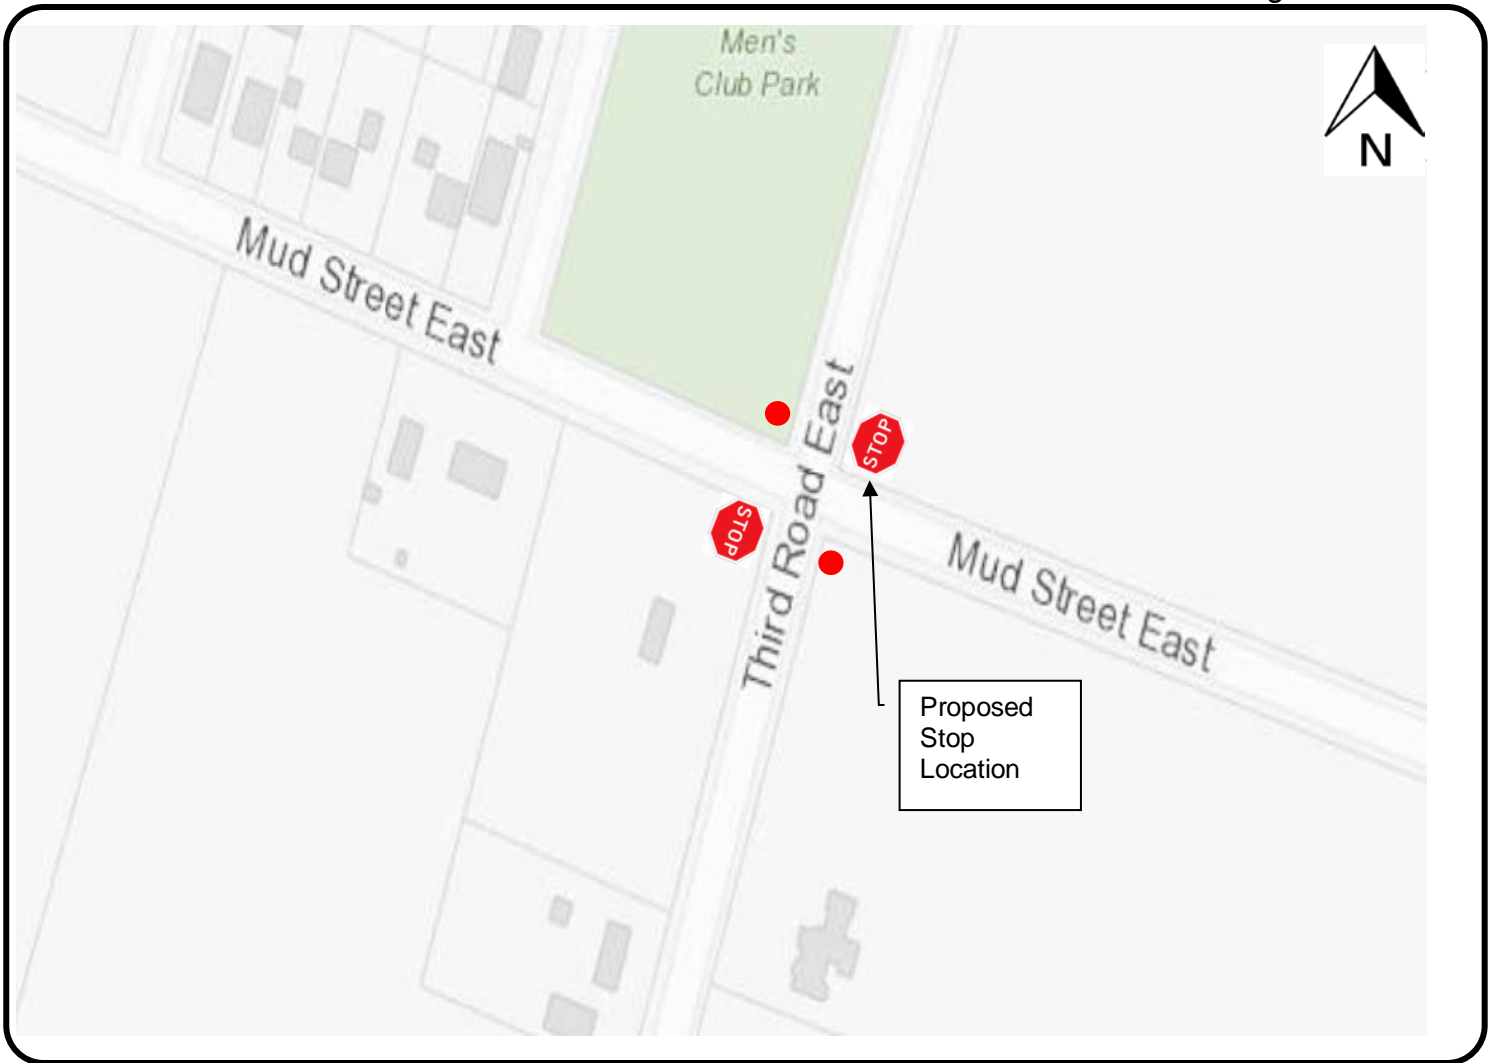 Men's
Club Park
N
Mud Street East
Third Road East
STOP
STOP
Mud Street East
Proposed
Stop
Location